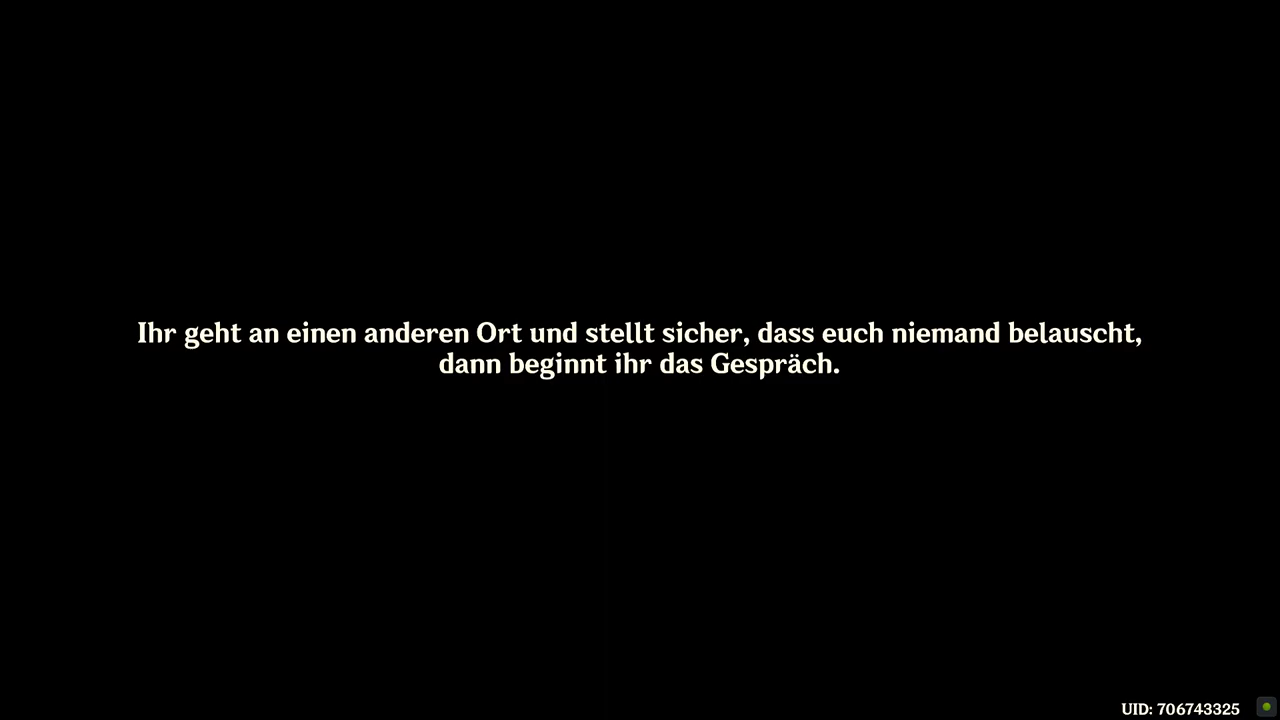 Ihr geht an einen anderen Ort und stellt sicher, dass euch niemand belauscht,
dann beginnt ihr das Gespräch.
UID: 706743325